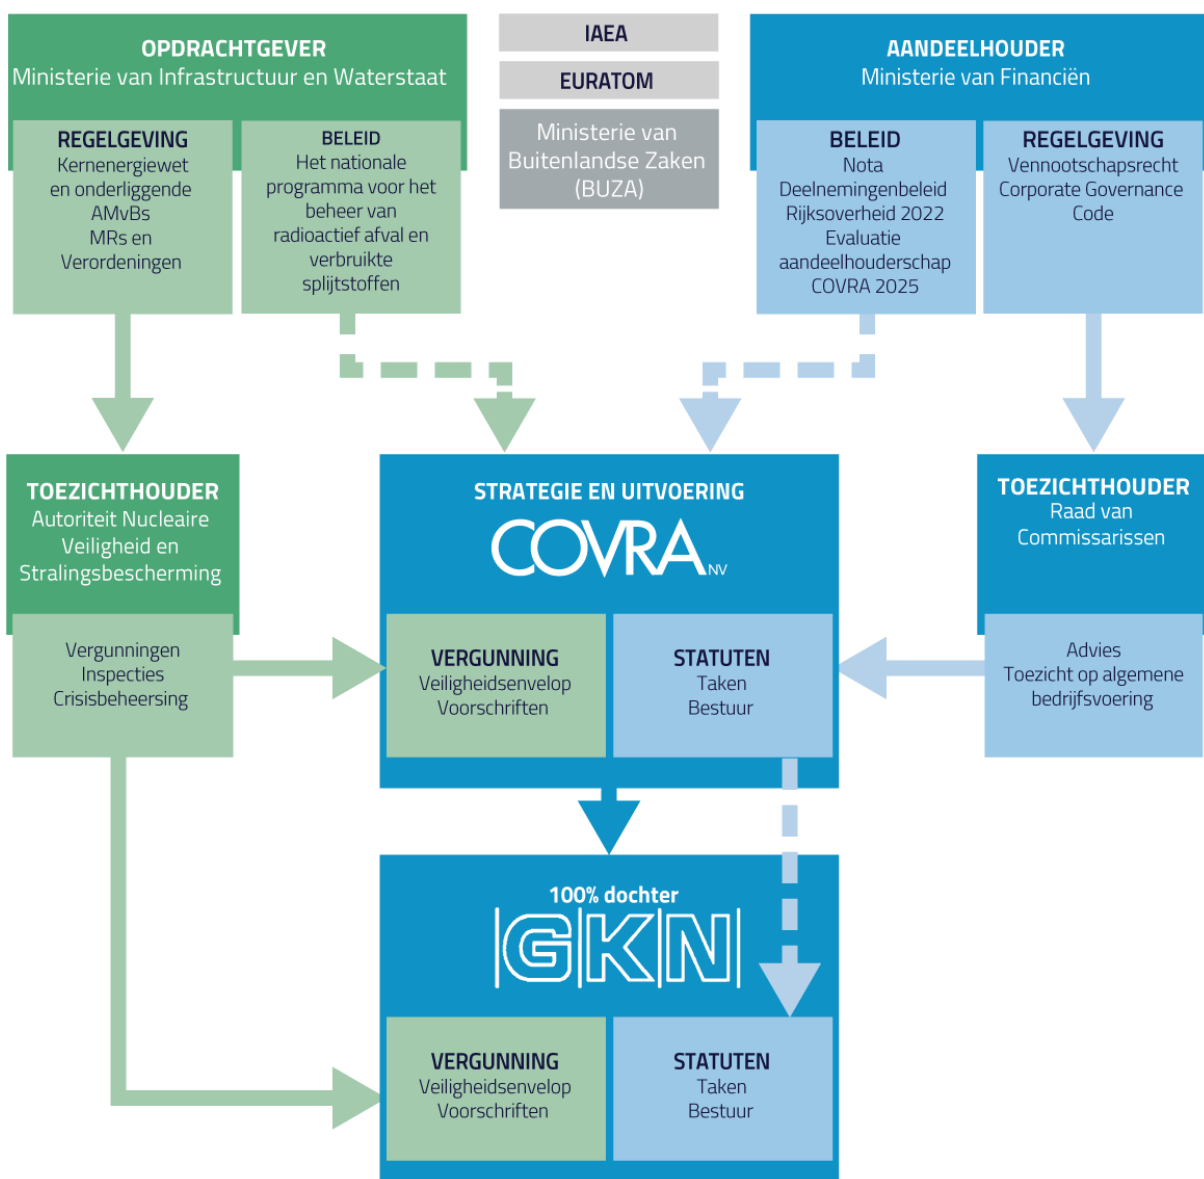 OPDRACHTGEVER
Ministerie van Infrastructuur en Waterstaat
REGELGEVING
Kernenergiewet
en onderliggende
AMvBs
MRs en
Verordeningen
BELEID
Het nationale
programma voor het
beheer van
radioactief afval en
verbruikte
splijtstoffen
IAEA
EURATOM
Ministerie van
Buitenlandse Zaken
(BUZA)
AANDEELHOUDER
Ministerie van Financiën
BELEID
Nota
Deelnemingenbeleid
Rijksoverheid 2022
Evaluatie
aandeelhouderschap
COVRA 2025
REGELGEVING
Vennootschapsrecht
Corporate Governance
Code
TOEZICHTHOUDER
Autoriteit Nucleaire
Veiligheid en
Stralingsbescherming
Vergunningen
Inspecties
Crisisbeheersing
STRATEGIE EN UITVOERING
COVRA NV
VERGUNNING
Veiligheidsenvelop
Voorschriften
STATUTEN
Taken
Bestuur
TOEZICHTHOUDER
Raad van
Commissarissen
Advies
Toezicht op algemene
bedrijfsvoering
100% dochter
GKN
VERGUNNING
Veiligheidsenvelop
Voorschriften
STATUTEN
Taken
Bestuur